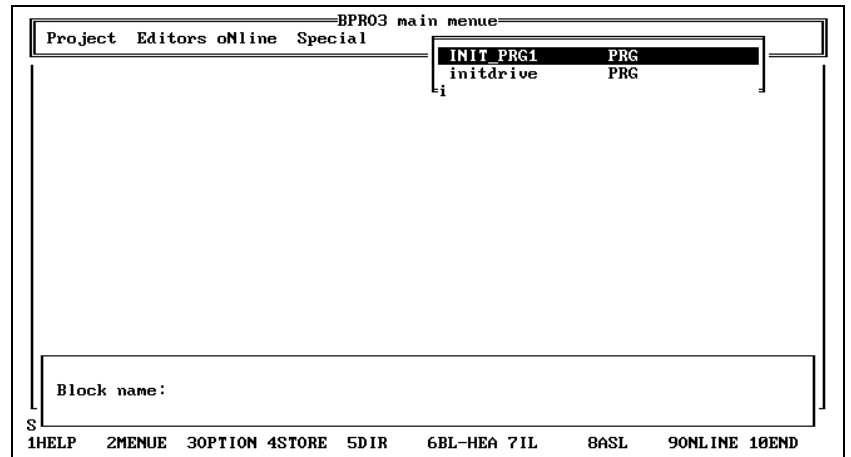 BPRO3 main menue
Project Editors oNline Special
INIT_PRG1 PRG
initdrive PRG
i
Block name:
S
1HELP 2MENUE 3OPTION 4STORE 5DIR 6BL-HEA 7IL 8ASL 9ONLINE 10END